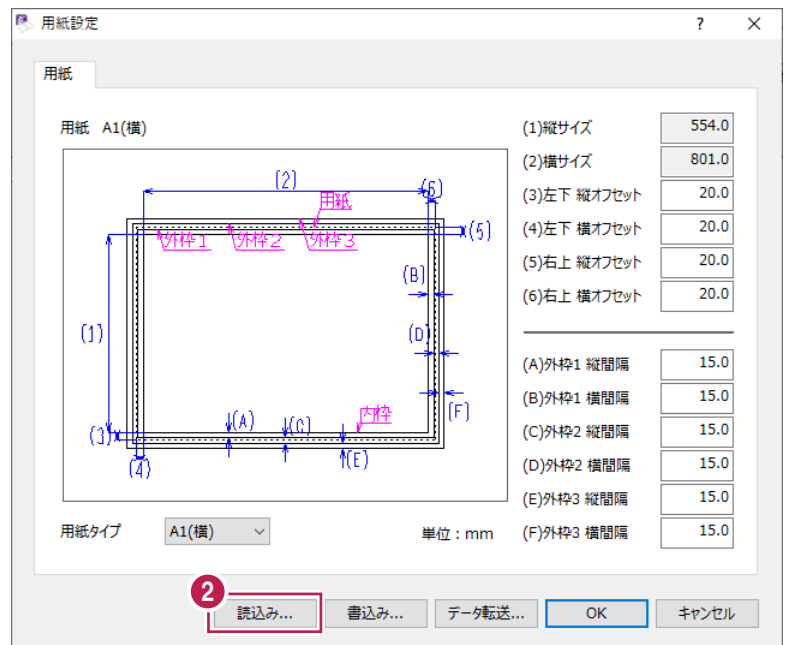 用紙設定
?
×
用紙
用紙 A1(横)
(1)縦サイズ 554.0
(2)横サイズ 801.0
(3)左下 縦オフセット 20.0
(4)左下 横オフセット 20.0
(5)右上 縦オフセット 20.0
(6)右上 横オフセット 20.0
(A)外枠1 縦間隔 15.0
(B)外枠1 横間隔 15.0
(C)外枠2 縦間隔 15.0
(D)外枠2 横間隔 15.0
(E)外枠3 縦間隔 15.0
(F)外枠3 横間隔 15.0
(2)
(6)
用紙
外枠1 外枠2 外枠3
(5)
(B)
(1)
(D)
内枠
(F)
(A)
(C)
(3)
(E)
(4)
用紙タイプ A1(横)
単位:mm
2
読込み...
書込み...
データ転送...
OK
キャンセル